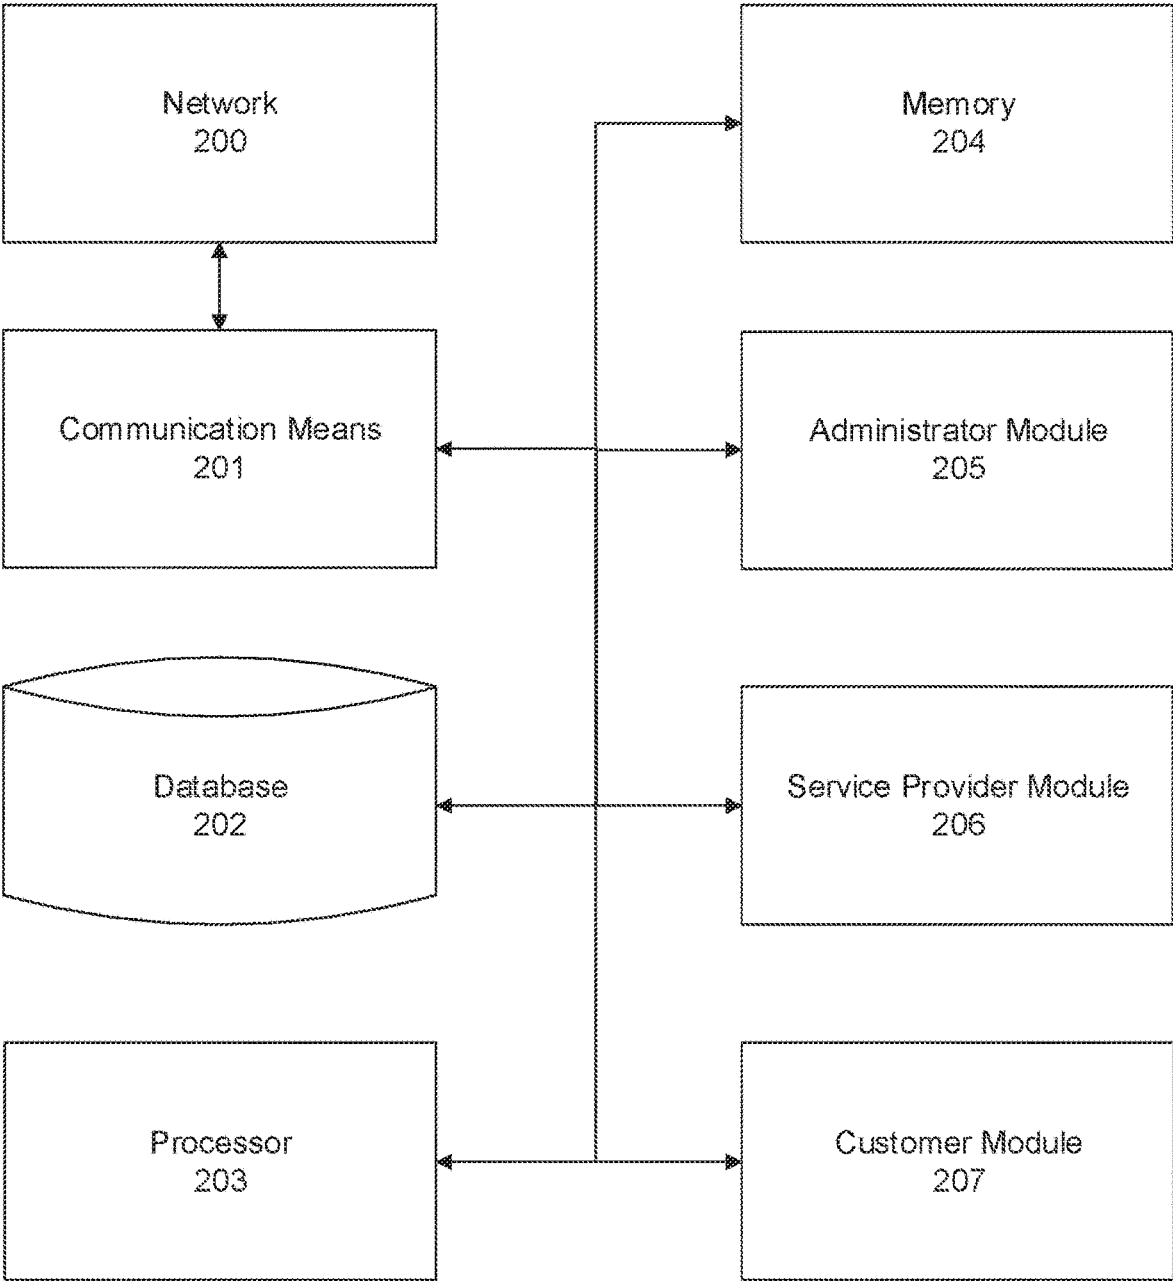 Network
200
Memory
204
Communication Means
201
Administrator Module
205
Database
202
Service Provider Module
206
Processor
203
Customer Module
207